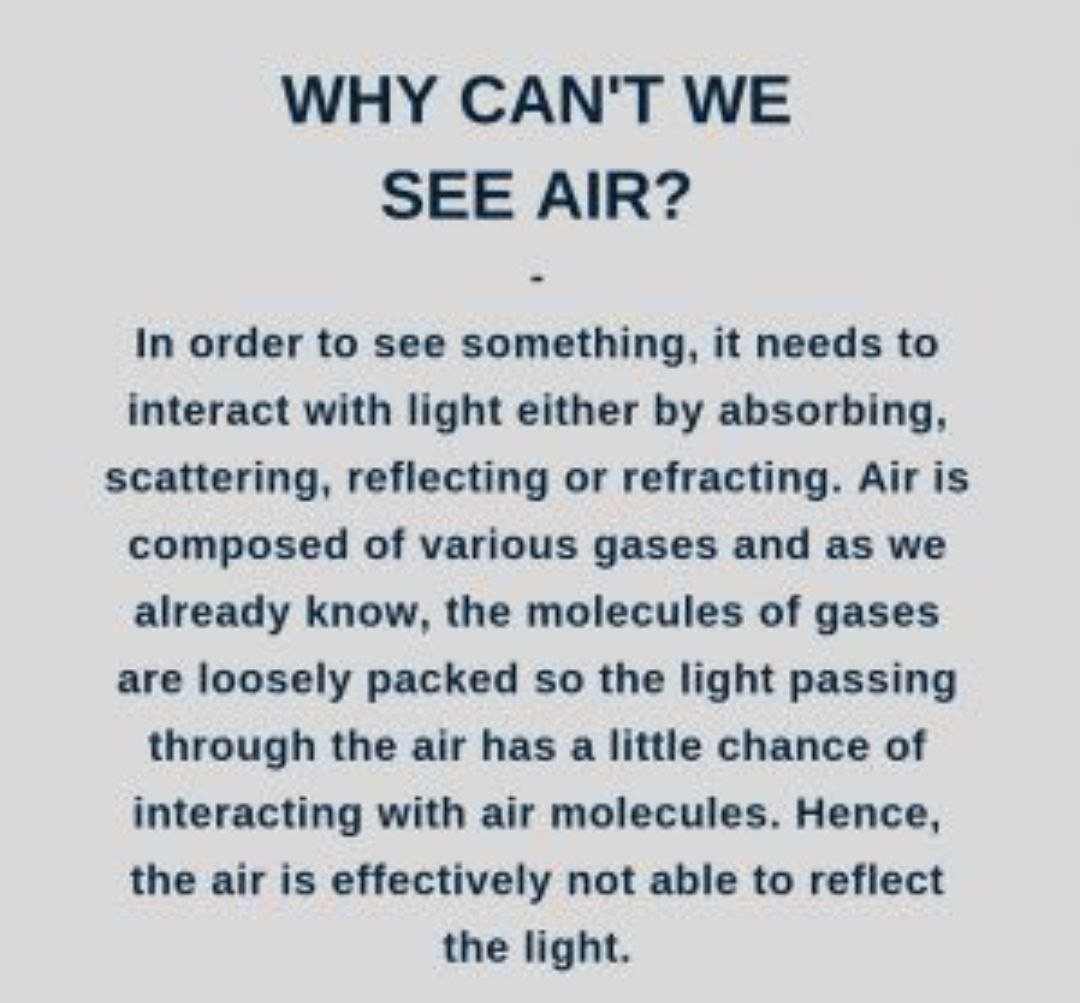 WHY CAN'T WE
SEE AIR?
-
In order to see something, it needs to
interact with light either by absorbing,
scattering, reflecting or refracting. Air is
composed of various gases and as we
already know, the molecules of gases
are loosely packed so the light passing
through the air has a little chance of
interacting with air molecules. Hence,
the air is effectively not able to reflect
the light.